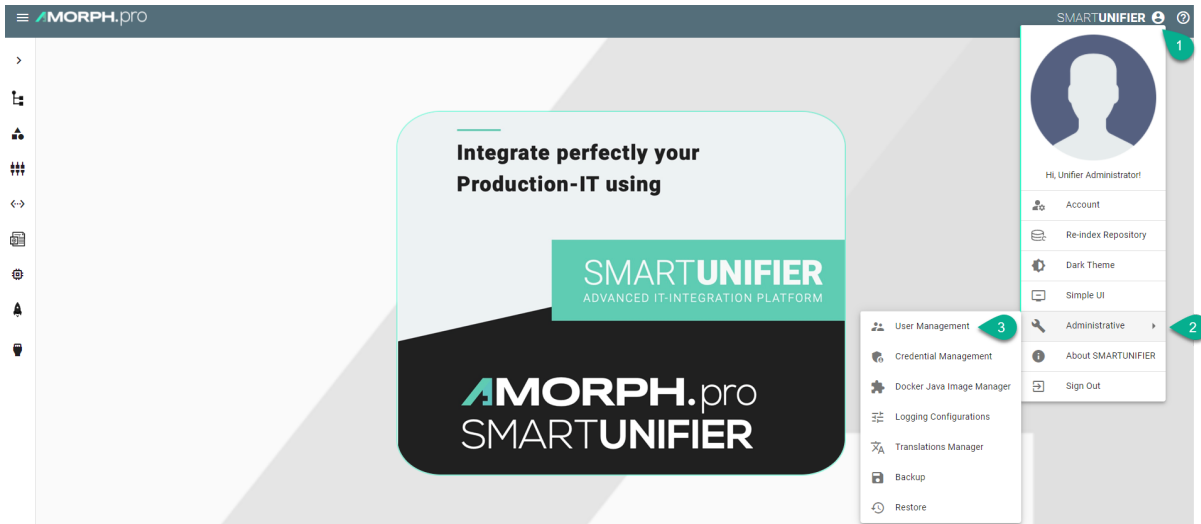 AMORPH.pro
SMARTUNIFIER
1
Integrate perfectly your
Production-IT using
SMARTUNIFIER
ADVANCED IT-INTEGRATION PLATFORM
AMORPH.pro
SMARTUNIFIER
Hi, Unifier Administrator!
Account
Re-index Repository
Dark Theme
Simple UI
Administrative
2
About SMARTUNIFIER
Sign Out
User Management
3
Credential Management
Docker Java Image Manager
Logging Configurations
Translations Manager
Backup
Restore